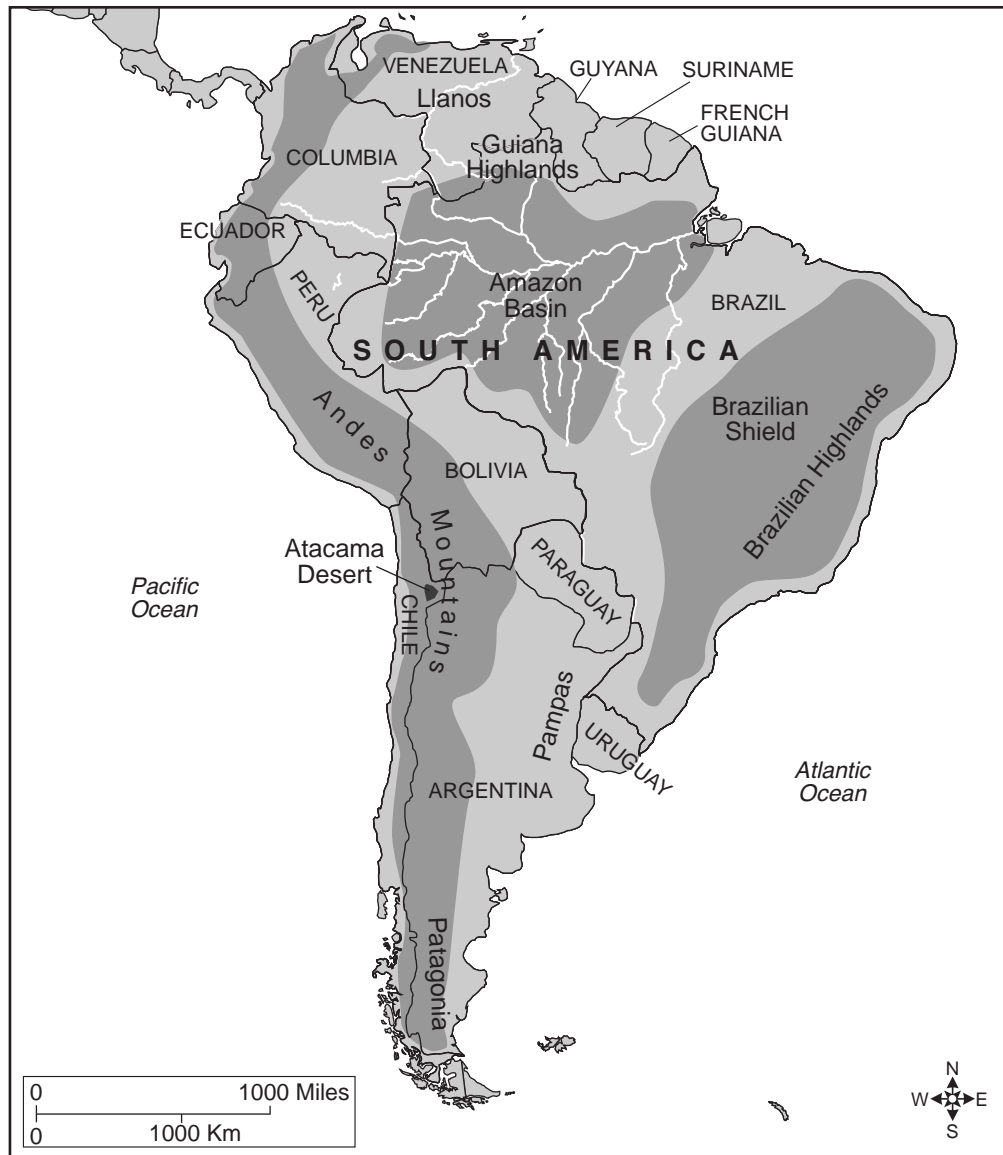 VENEZUELA
Llanos
GUYANA
SURINAME
FRENCH
GUIANA
Guiana
Highlands
COLUMBIA
ECUADOR
PERU
Amazon
Basin
BRAZIL
SOUTH AMERICA
Andes
Mountains
Brazilian
Shield
Brazilian Highlands
BOLIVIA
Atacama
Desert
PARAGUAY
CHILE
Pacific
Ocean
Pampas
URUGUAY
ARGENTINA
Atlantic
Ocean
Patagonia
0 1000 Miles
0 1000 Km
N
W E
S